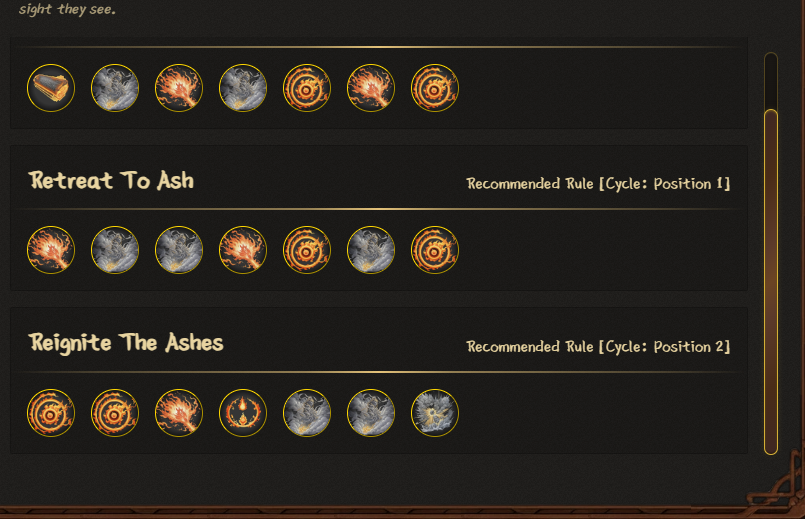 sight they see.
Retreat To Ash
Recommended Rule [Cycle: Position 1]
Reignite The Ashes
Recommended Rule [Cycle: Position 2]